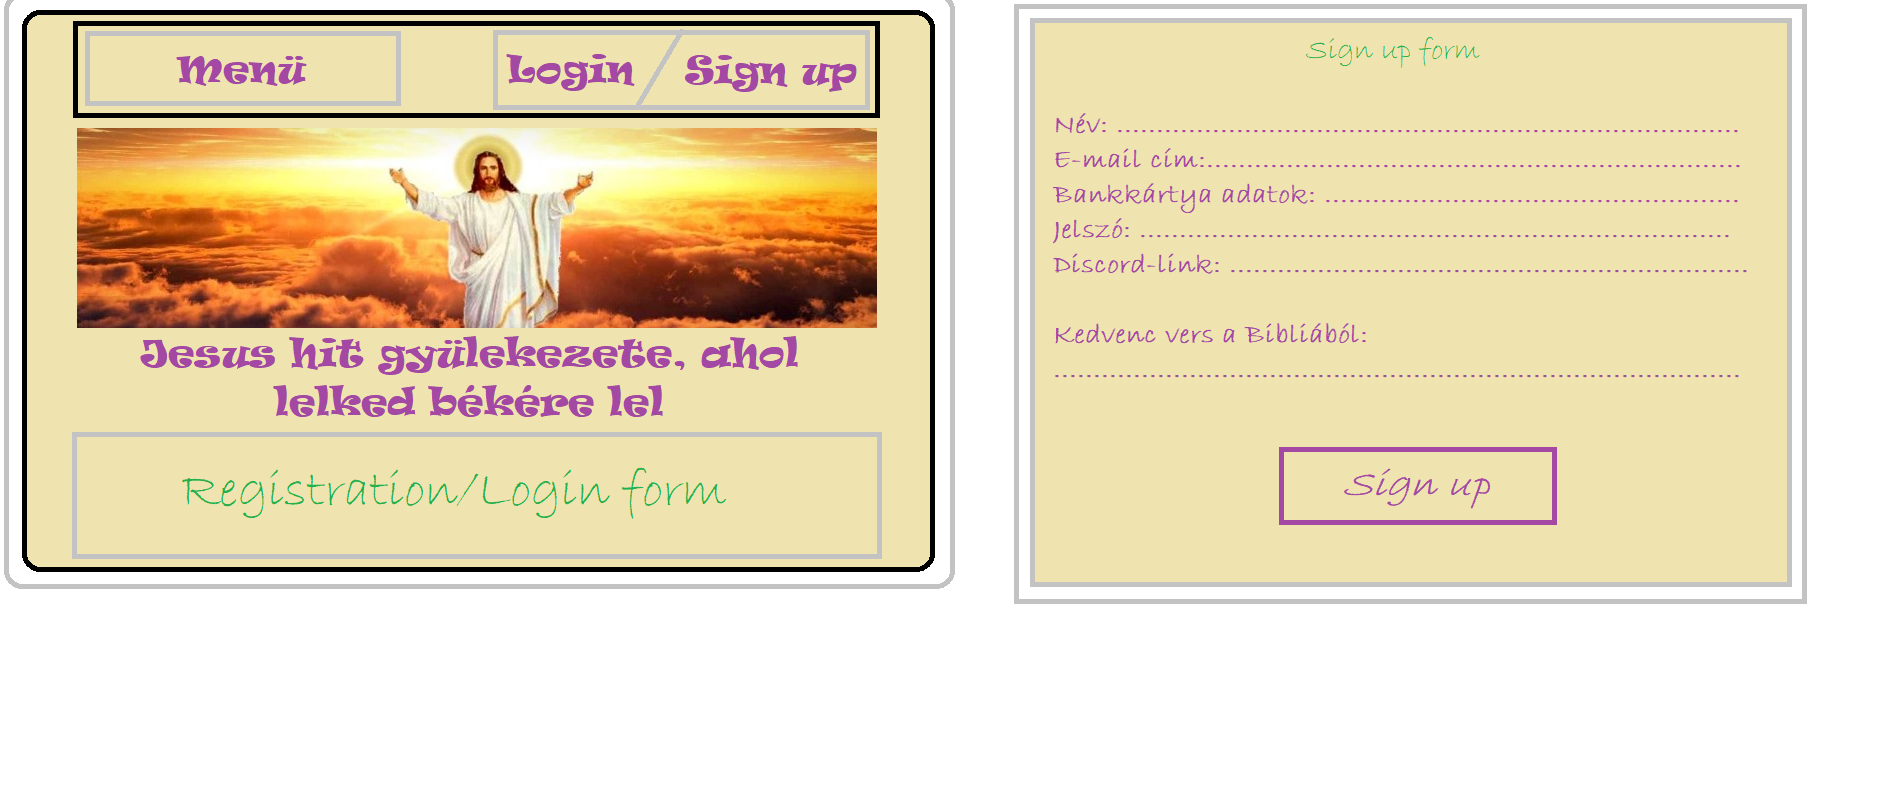 Menü
Login / Sign up
Jesus hit gyülekezete, ahol
lelked békére lel
Registration/Login form
Sign up form
Név: ................................................................................
E-mail cím:.....................................................................
Bankkártya adatok: .....................................................
Jelszó: ............................................................................
Discord-link: ...................................................................
Kedvenc vers a Bibliából:
........................................................................................
Sign up